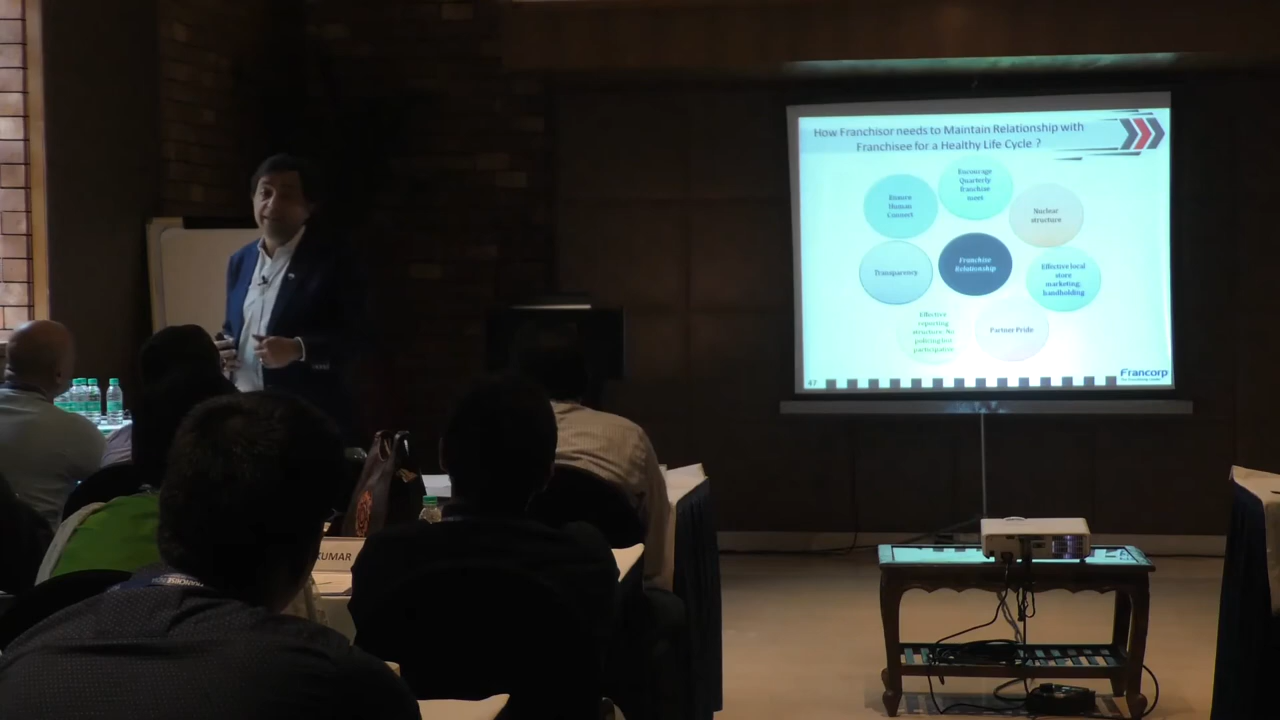 How Franchisor needs to Maintain Relationship with
Franchisee for a Healthy Life Cycle ?
Encourage
Quarterly
franchise
meet
Ensure
Human
Connect
Nuclear
structure
Transparency
Franchise
Relationship
Effective local
store
marketing;
handholding
Effective
reporting
structure. No
policing but
participative
Partner Pride
47
Francorp
KUMAR